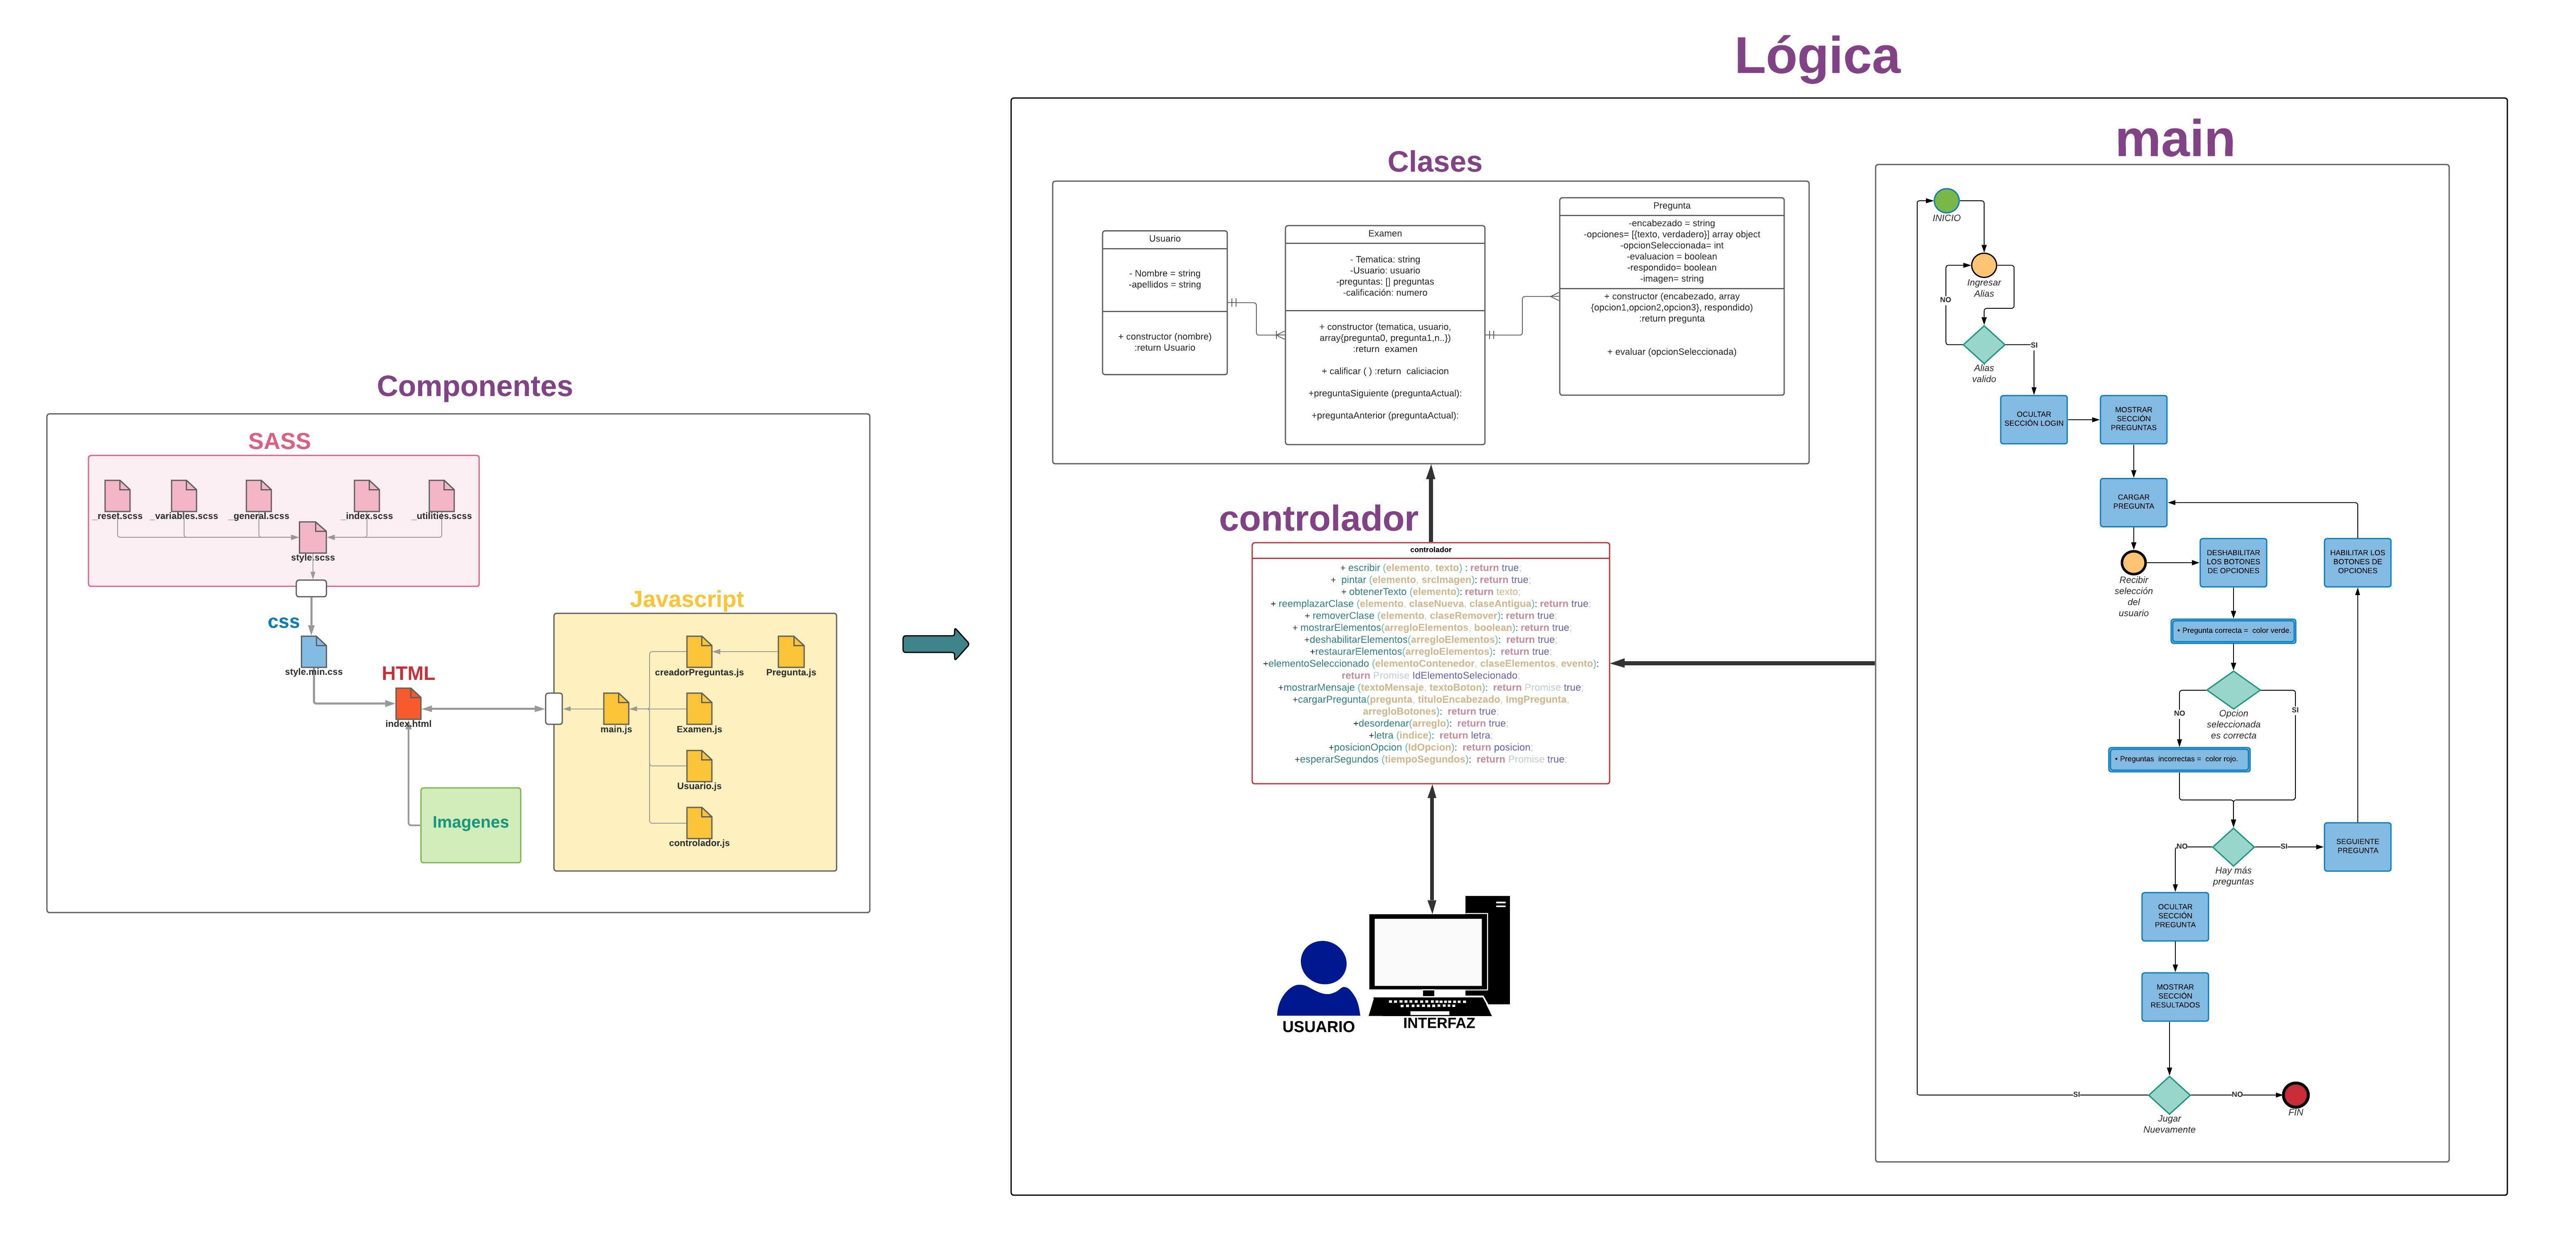 Lógica
Componentes
SASS
_reset.scss
_variables.scss
_general.scss
_index.scss
_utilities.scss
style.scss
css
style.min.css
HTML
index.html
Imagenes
Javascript
creadorPreguntas.js
Pregunta.js
main.js
Examen.js
Usuario.js
controlador.js
Clases
Usuario
- Nombre = string
-apellidos = string
+ constructor (nombre)
:return Usuario
Examen
- Tematica: string
-Usuario: usuario
-preguntas: [] preguntas
-calificación: numero
+ constructor (tematica, usuario,
array{pregunta0, pregunta1,n..})
:return examen
+ calificar ( ) :return caliciacion
+preguntaSiguiente (preguntaActual):
+preguntaAnterior (preguntaActual):
Pregunta
-encabezado = string
-opciones= [{texto, verdadero}] array object
-opcionSeleccionada= int
-evaluacion = boolean
-respondido= boolean
-imagen= string
+ constructor (encabezado, array
{opcion1,opcion2,opcion3}, respondido)
:return pregunta
+ evaluar (opcionSeleccionada)
controlador
controlador
+ escribir (elemento, texto) : return true;
+ pintar (elemento, srcImagen): return true;
+ obtenerTexto (elemento): return texto;
+ reemplazarClase (elemento, claseNueva, claseAntigua): return true;
+ removerClase (elemento, claseRemover): return true;
+ mostrarElementos(arregloElementos, boolean): return true;
+deshabilitarElementos(arregloElementos): return true;
+restaurarElementos(arregloElementos): return true;
+elementoSeleccionado (elementoContenedor, claseElementos, evento):
return Promise IdElementoSelecionado;
+mostrarMensaje (textoMensaje, textoBoton): return Promise true;
+cargarPregunta(pregunta, tituloEncabezado, ImgPregunta,
arregloBotones): return true;
+desordenar(arreglo): return true;
+letra (indice): return letra;
+posicionOpcion (IdOpcion): return posicion;
+esperarSegundos (tiempoSegundos): return Promise true;
USUARIO
INTERFAZ
main
INICIO
Ingresar
Alias
NO
Alias
valido
SI
OCULTAR
SECCIÓN LOGIN
MOSTRAR
SECCIÓN
PREGUNTAS
CARGAR
PREGUNTA
Recibir
selección
del
usuario
DESHABILITAR
LOS BOTONES
DE OPCIONES
HABILITAR LOS
BOTONES DE
OPCIONES
• Pregunta correcta = color verde.
NO
Opcion
seleccionada
es correcta
SI
• Preguntas incorrectas = color rojo.
NO
Hay más
preguntas
SI
SEGUIENTE
PREGUNTA
OCULTAR
SECCIÓN
PREGUNTA
MOSTRAR
SECCIÓN
RESULTADOS
SI
Jugar
Nuevamente
NO
FIN